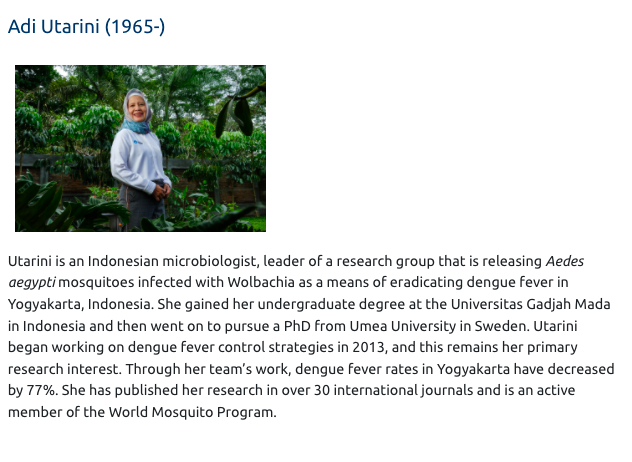 Adi Utarini (1965-)
Utarini is an Indonesian microbiologist, leader of a research group that is releasing Aedes
aegypti mosquitoes infected with Wolbachia as a means of eradicating dengue fever in
Yogyakarta, Indonesia. She gained her undergraduate degree at the Universitas Gadjah Mada
in Indonesia and then went on to pursue a PhD from Umea University in Sweden. Utarini
began working on dengue fever control strategies in 2013, and this remains her primary
research interest. Through her team’s work, dengue fever rates in Yogyakarta have decreased
by 77%. She has published her research in over 30 international journals and is an active
member of the World Mosquito Program.